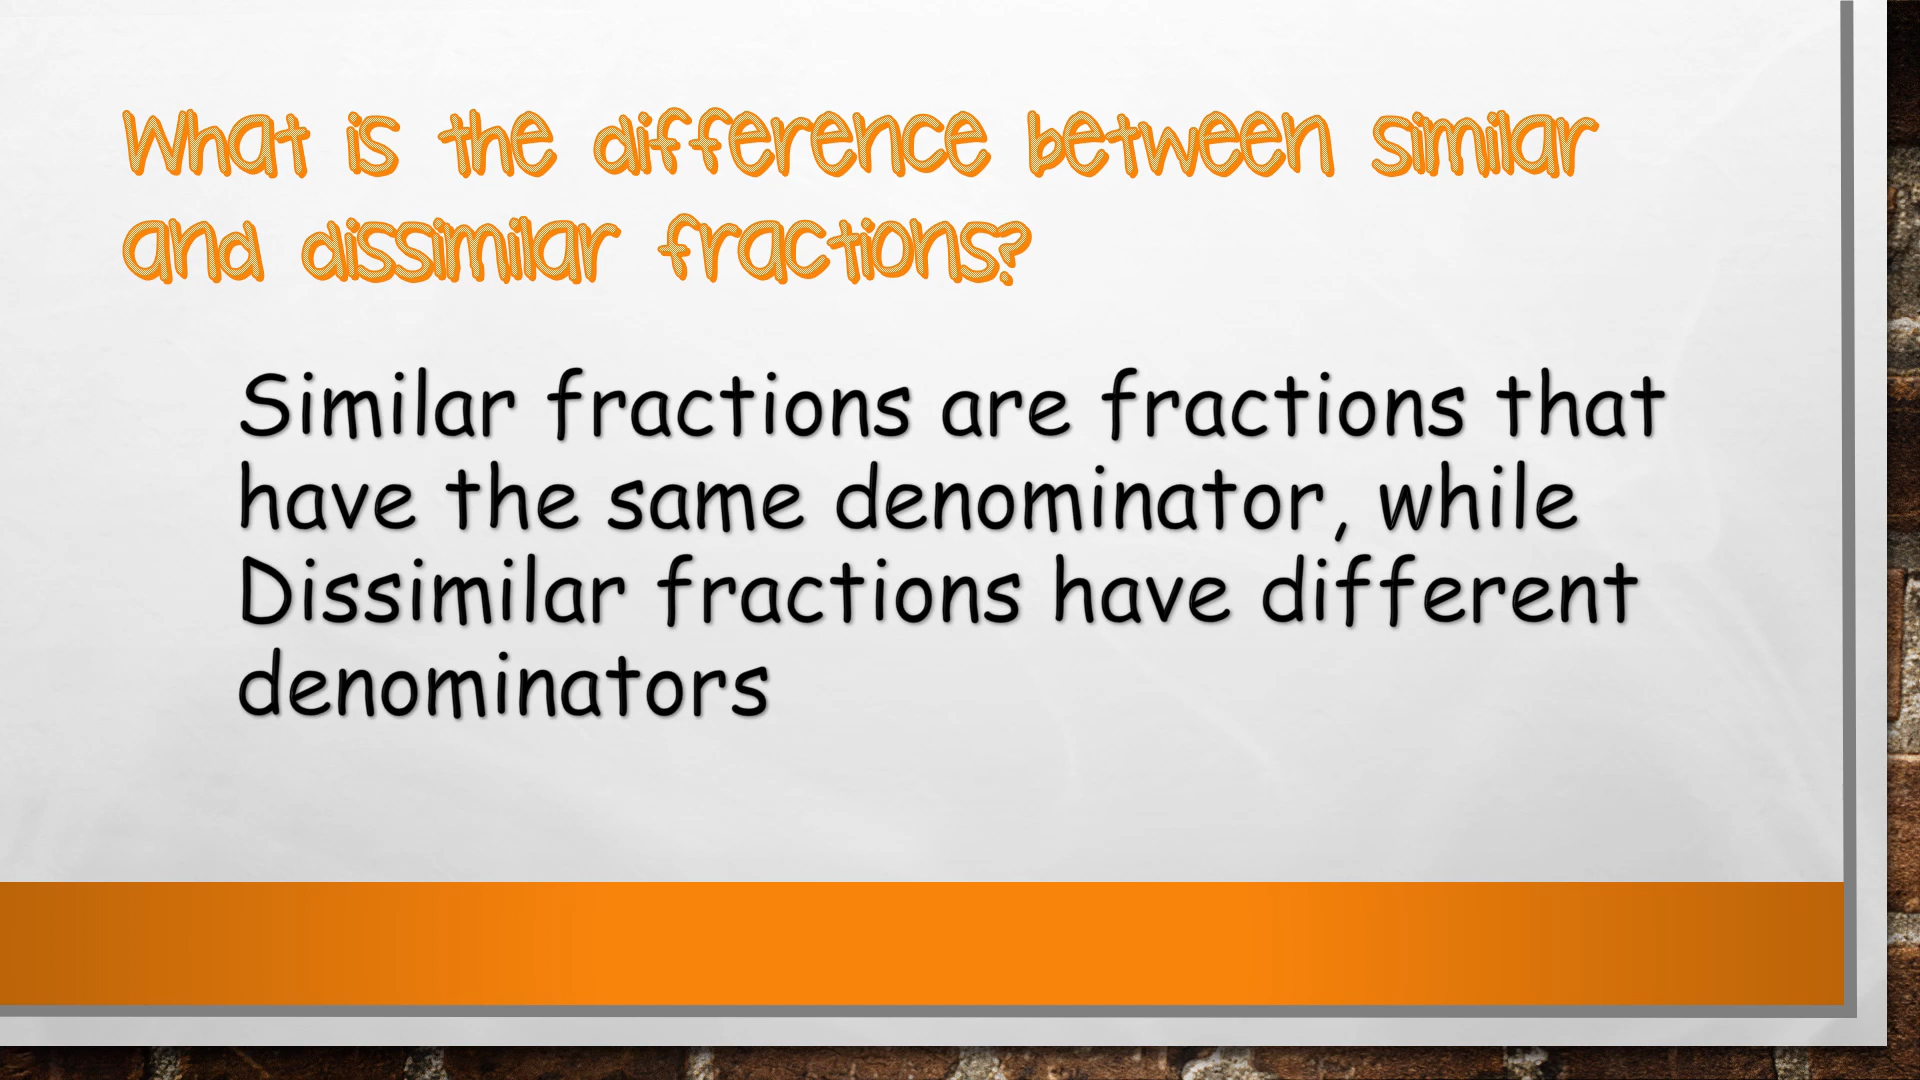 What is the difference between similar
and dissimilar fractions?
Similar fractions are fractions that
have the same denominator, while
Dissimilar fractions have different
denominators